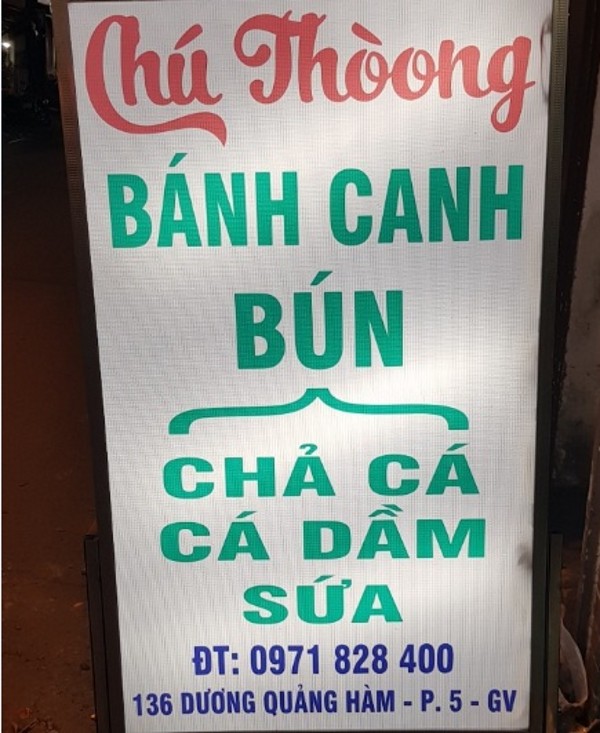 Chú Thòong
BÁNH CANH
BÚN
CHẢ CÁ
CÁ DẦM
SỨA
ĐT: 0971 828 400
136 DƯƠNG QUẢNG HÀM - P. 5 - GV